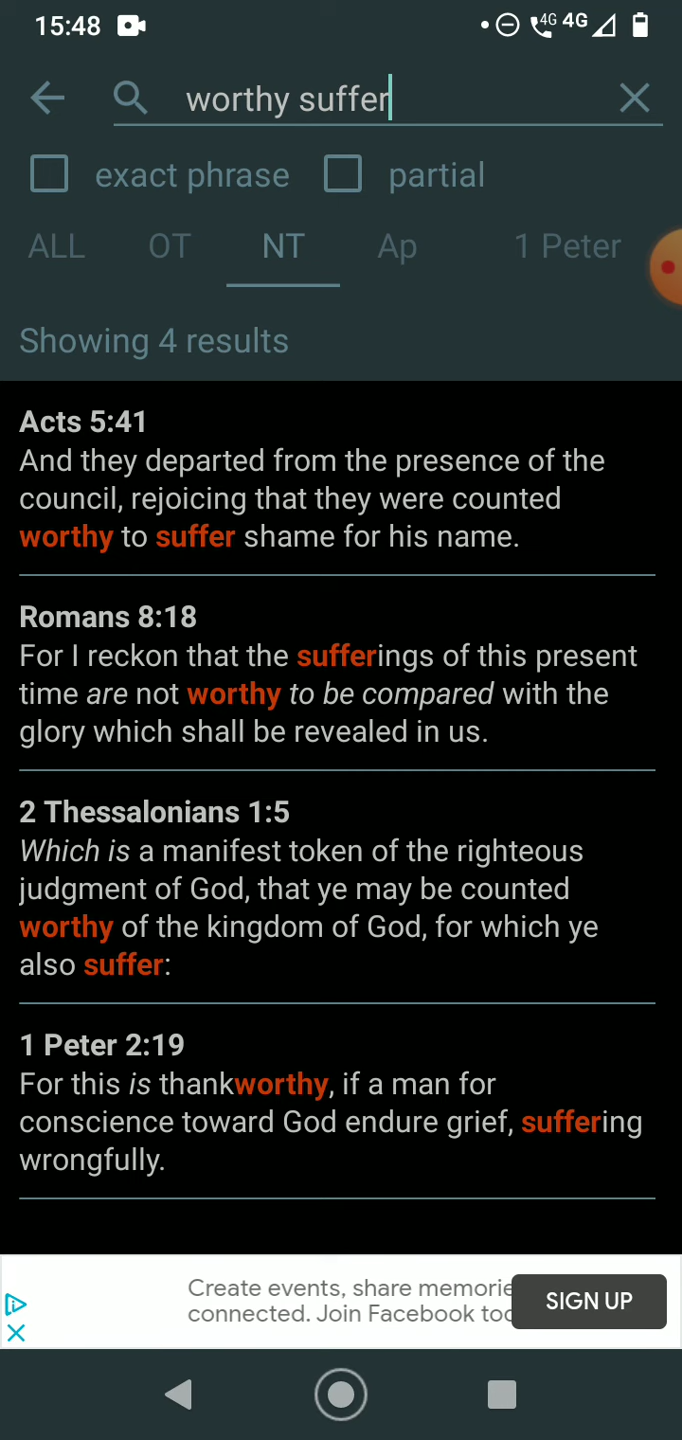 15:48
4G 4G
worthy suffer
exact phrase partial
ALL OT NT Ap 1 Peter
Showing 4 results
Acts 5:41
And they departed from the presence of the
council, rejoicing that they were counted
worthy to suffer shame for his name.
Romans 8:18
For I reckon that the sufferings of this present
time are not worthy to be compared with the
glory which shall be revealed in us.
2 Thessalonians 1:5
Which is a manifest token of the righteous
judgment of God, that ye may be counted
worthy of the kingdom of God, for which ye
also suffer:
1 Peter 2:19
For this is thankworthy, if a man for
conscience toward God endure grief, suffering
wrongfully.
Create events, share memorie
connected. Join Facebook too
SIGN UP